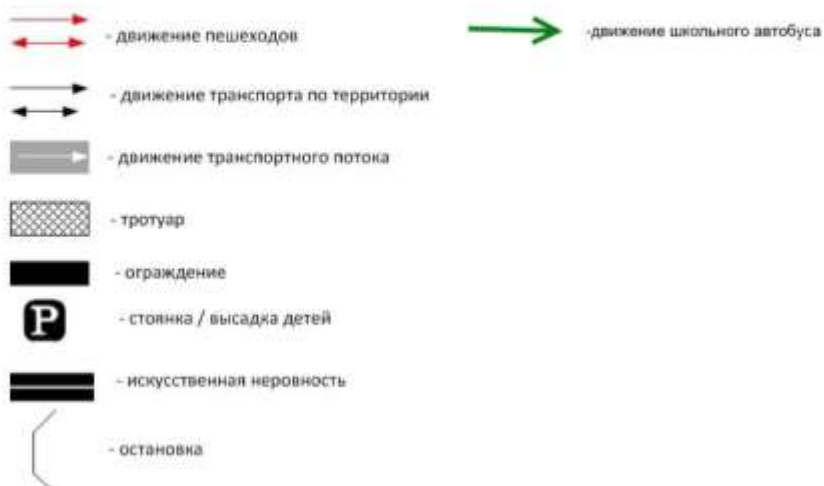 - движение пешеходов
-движение школьного автобуса
- движение транспорта по территории
- движение транспортного потока
- тротуар
- ограждение
P
- стоянка / высадка детей
- искусственная неровность
- остановка